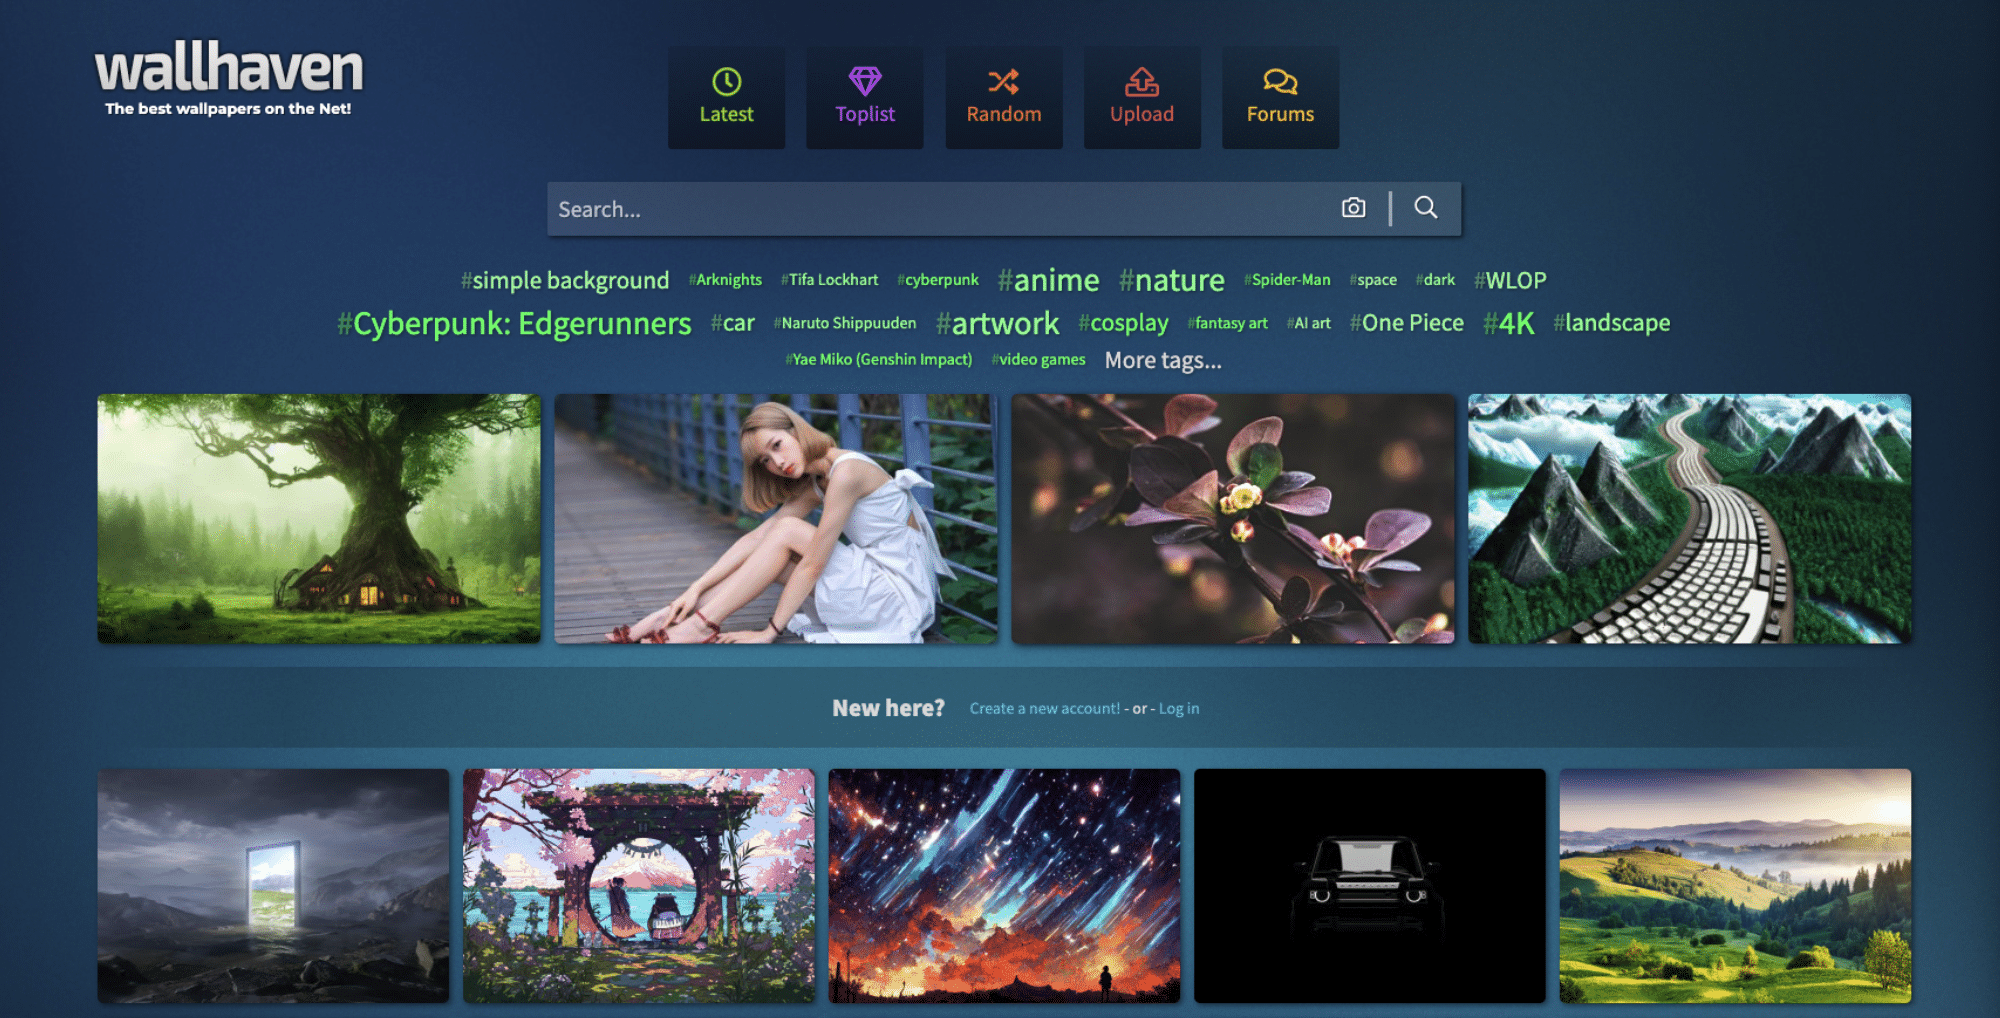 wallhaven
The best wallpapers on the Net!
Latest
Toplist
Random
Upload
Forums
Search...
#simple background #Arknights #Tifa Lockhart #cyberpunk #anime #nature #Spider-Man #space #dark #WLOP
#Cyberpunk: Edgerunners #car #Naruto Shippuuden #artwork #cosplay #fantasy art #AI art #One Piece #4K #landscape
#Yae Miko (Genshin Impact) #video games More tags...
New here? Create a new account! - or - Log in